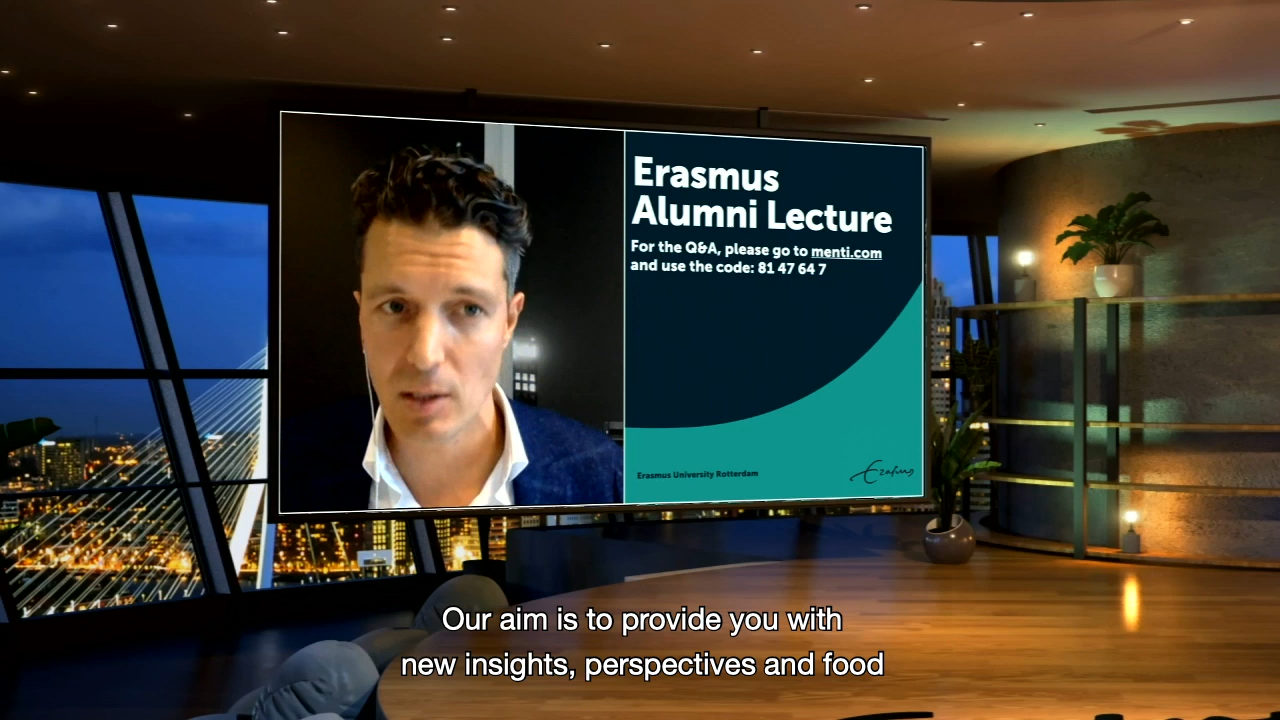 Erasmus
Alumni Lecture
For the Q&A, please go to menti.com
and use the code: 81 47 64 7
Erasmus University Rotterdam
Erasmus
Our aim is to provide you with
new insights, perspectives and food